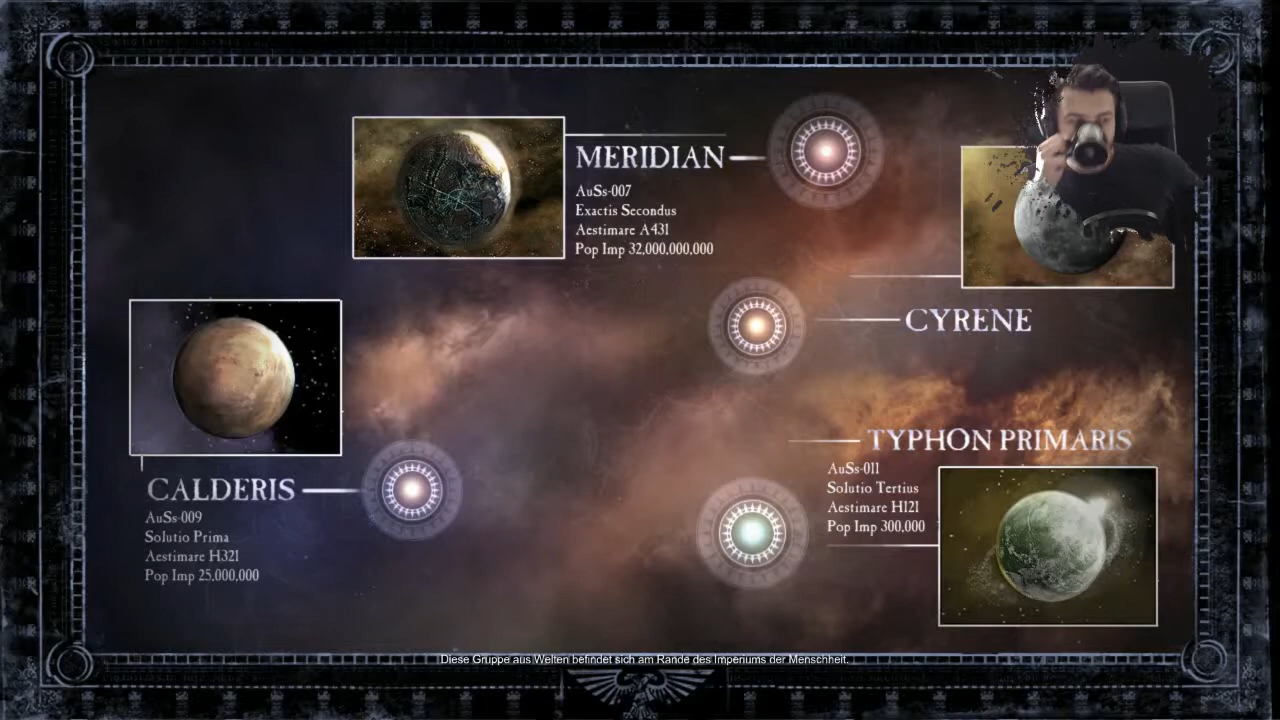 MERIDIAN
AuSs-007
Exactis Secundus
Aestimare A431
Pop Imp 32,000,000,000
CYRENE
TYPHON PRIMARIS
AuSs-011
Solutio Tertius
Aestimare H121
Pop Imp 300,000
CALDERIS
AuSs-009
Solutio Prima
Aestimare H321
Pop Imp 25,000,000
Diese Gruppe aus Welten befindet sich am Rande des Imperiums der Menschheit.